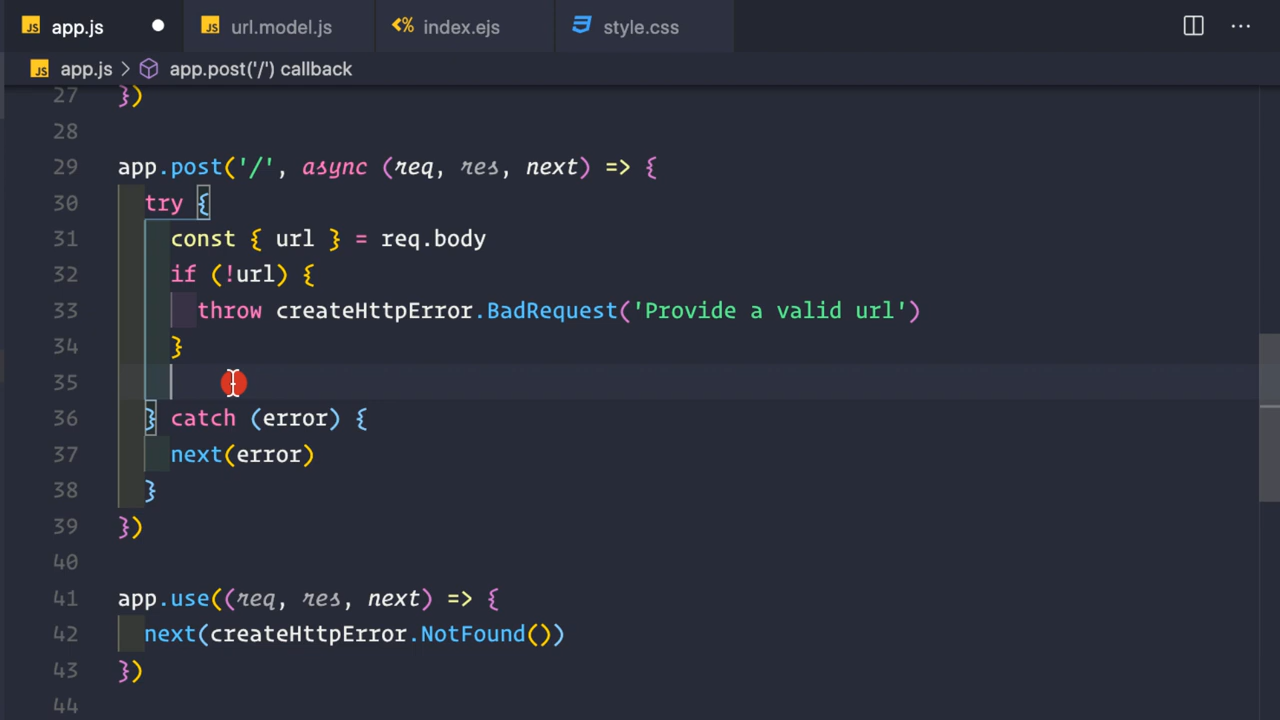 JS app.js JS url.model.js <% index.ejs style.css
JS app.js > app.post('/') callback
27 })
28
29 app.post('/', async (req, res, next) => {
30 try {
31 const { url } = req.body
32 if (!url) {
33 throw createHttpError.BadRequest('Provide a valid url')
34 }
35
36 } catch (error) {
37 next(error)
38 }
39 })
40
41 app.use((req, res, next) => {
42 next(createHttpError.NotFound())
43 })
44